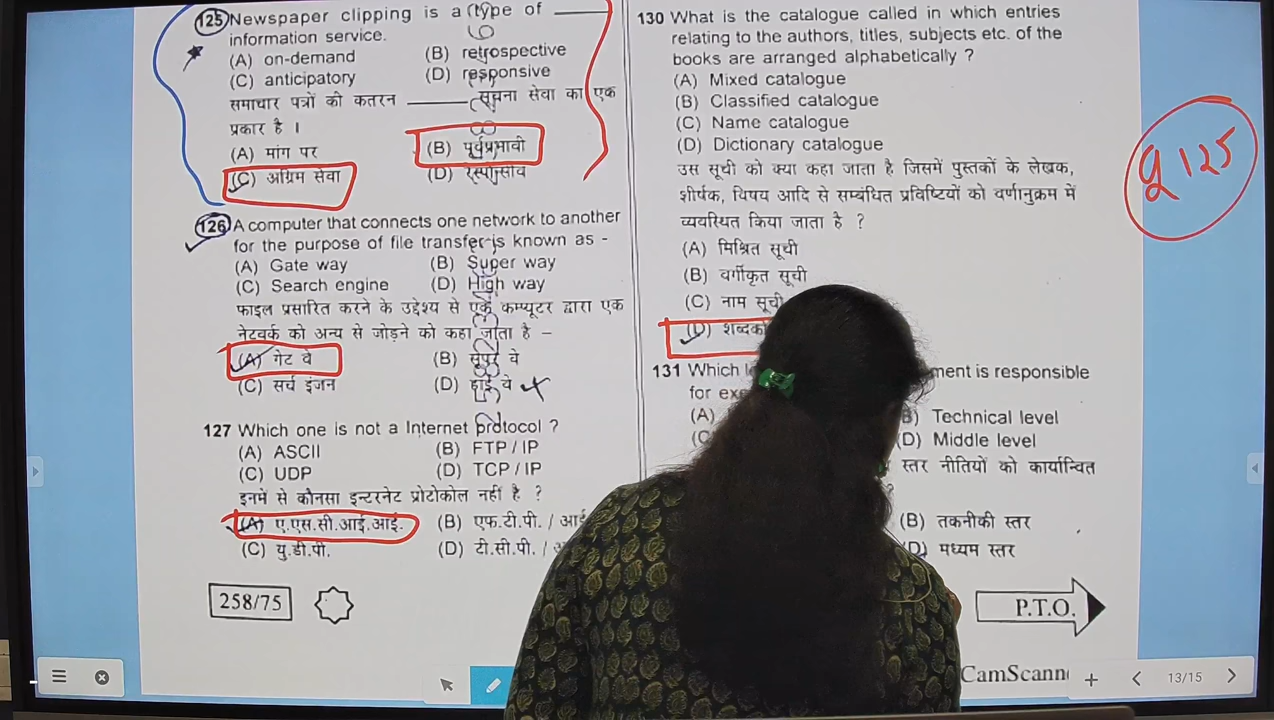 125 Newspaper clipping is a type of ______
information service.
(A) on-demand (B) retrospective
(C) anticipatory (D) responsive
समाचार पत्रों की कतरन ______ सूचना सेवा का एक
प्रकार है ।
(A) मांग पर (B) पूर्वप्रभावी
(C) अग्रिम सेवा (D) रेस्पोन्सीव
126 A computer that connects one network to another
for the purpose of file transfer is known as -
(A) Gate way (B) Super way
(C) Search engine (D) High way
फाइल प्रसारित करने के उद्देश्य से एक कम्प्यूटर द्वारा एक
नेटवर्क को अन्य से जोड़ने को कहा जाता है –
(A) गेट वे (B) सुपर वे
(C) सर्च इंजन (D) हाई वे
127 Which one is not a Internet protocol ?
(A) ASCII (B) FTP / IP
(C) UDP (D) TCP / IP
इनमें से कौनसा इन्टरनेट प्रोटोकोल नहीं है ?
(A) ए.एस.सी.आई.आई. (B) एफ.टी.पी. / आई
(C) यु.डी.पी. (D) टी.सी.पी. /
258/75
130 What is the catalogue called in which entries
relating to the authors, titles, subjects etc. of the
books are arranged alphabetically ?
(A) Mixed catalogue
(B) Classified catalogue
(C) Name catalogue
(D) Dictionary catalogue
उस सूची को क्या कहा जाता है जिसमें पुस्तकों के लेखक,
शीर्षक, विषय आदि से सम्बंधित प्रविष्टियों को वर्णानुक्रम में
व्यवस्थित किया जाता है ?
(A) मिश्रित सूची
(B) वर्गीकृत सूची
(C) नाम सूची
(D) शब्दको
131 Which ment is responsible
for
(A) B) Technical level
(C (D) Middle level
स्तर नीतियों को कार्यान्वित
?
(B) तकनीकी स्तर
(D) मध्यम स्तर
P.T.O.
CamScann
13/15
Q 125